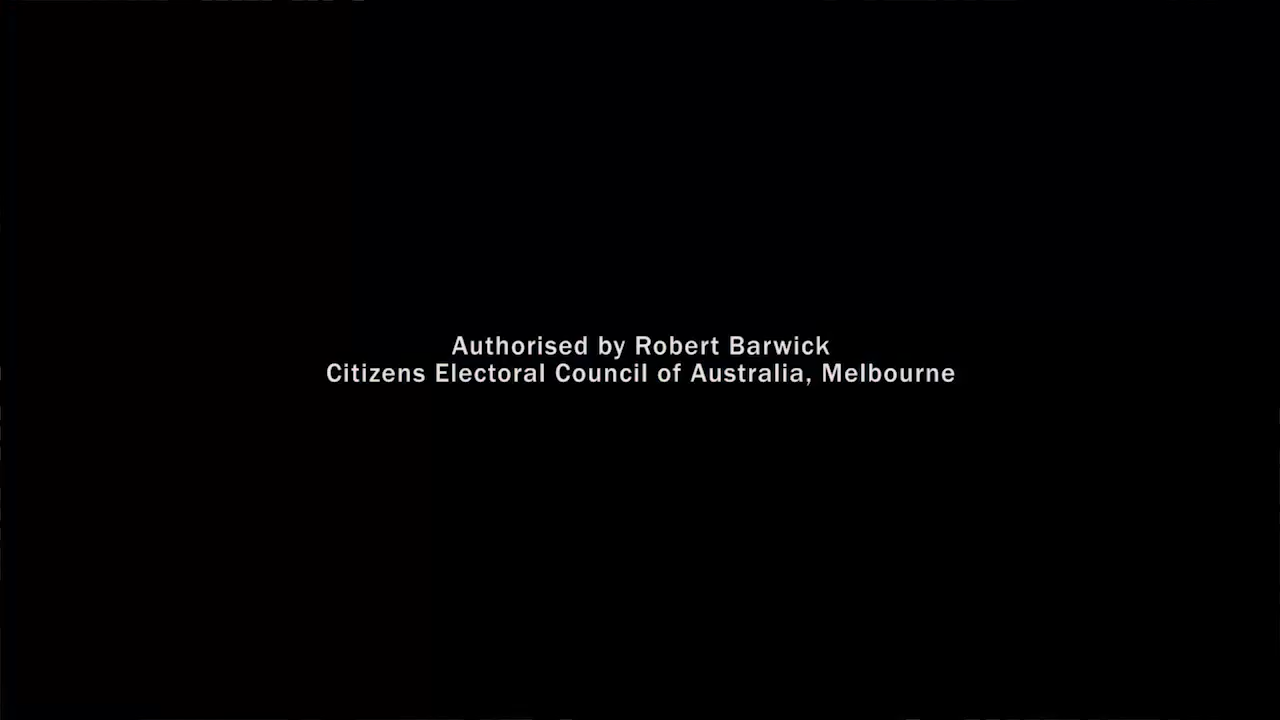 Authorised by Robert Barwick
Citizens Electoral Council of Australia, Melbourne